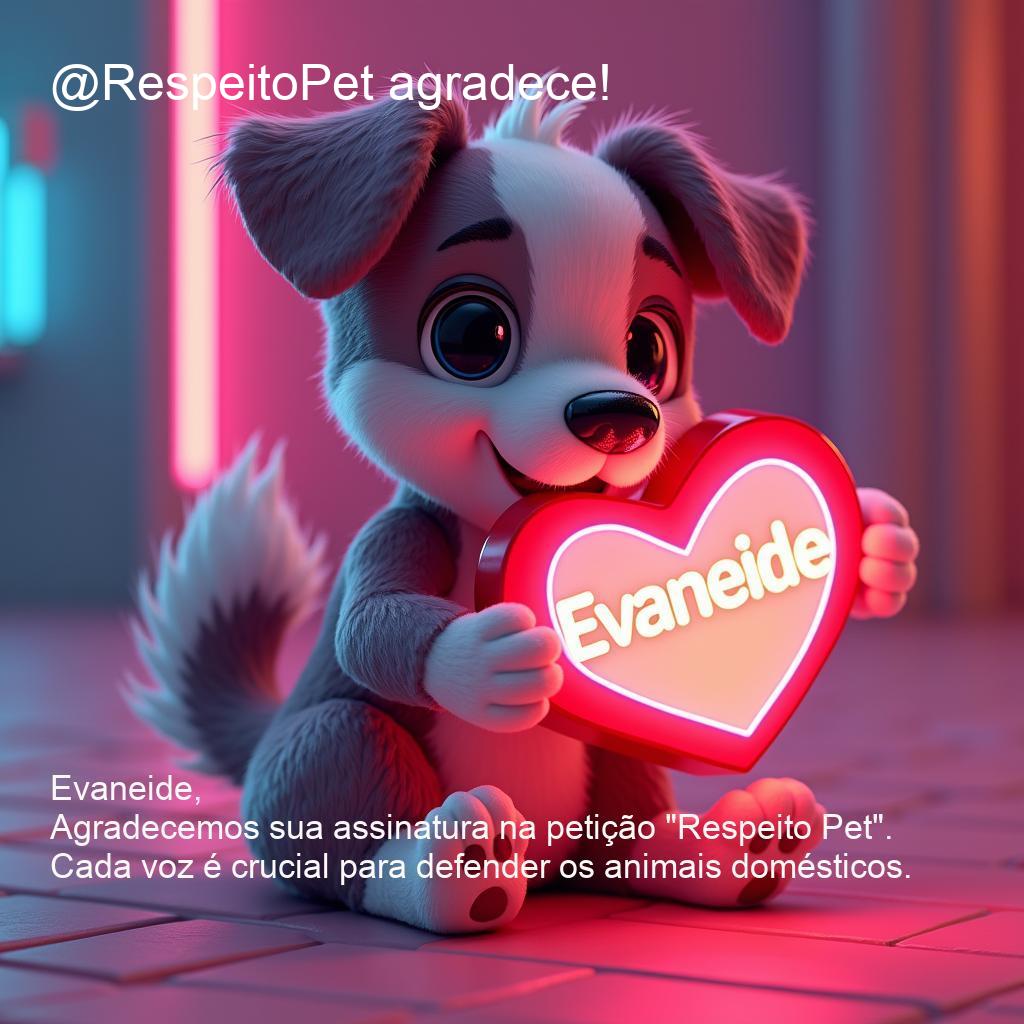 @RespeitoPet agradece!
Evaneide
Evaneide,
Agradecemos sua assinatura na petição "Respeito Pet".
Cada voz é crucial para defender os animais domésticos.